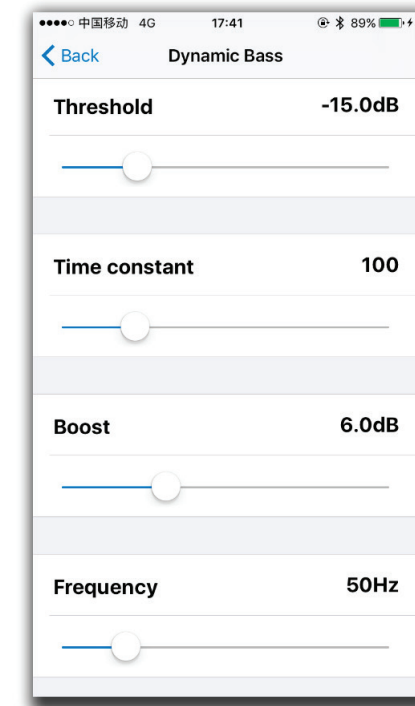 中国移动 4G 17:41 89%
Back Dynamic Bass
Threshold -15.0dB
Time constant 100
Boost 6.0dB
Frequency 50Hz